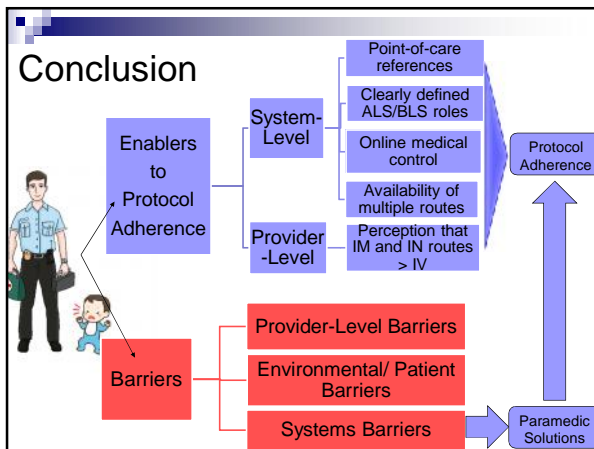 Conclusion
Enablers
to
Protocol
Adherence
System-
Level
Point-of-care
references
Clearly defined
ALS/BLS roles
Online medical
control
Availability of
multiple routes
Provider
-Level
Perception that
IM and IN routes
> IV
Protocol
Adherence
Barriers
Provider-Level Barriers
Environmental/ Patient
Barriers
Systems Barriers
Paramedic
Solutions